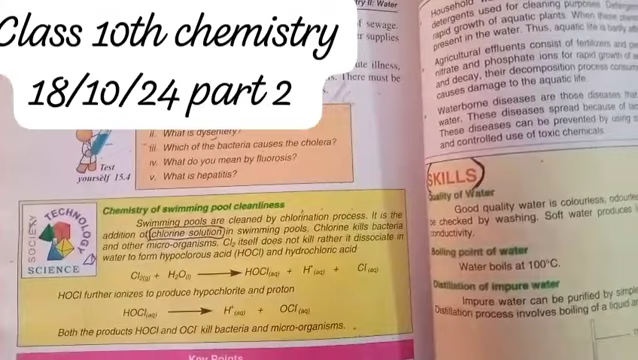 Class 10th chemistry
18/10/24 part 2
ry II: Water
of sewage.
r supplies
ute illness,
s. There must be
ii. What is dysentery?
iii. Which of the bacteria causes the cholera?
iv. What do you mean by fluorosis?
v. What is hepatitis?
Test
yourself 15.4
SOCIETY
TECHNOLOGY
SCIENCE
Chemistry of swimming pool cleanliness
Swimming pools are cleaned by chlorination process. It is the
addition of chlorine solution in swimming pools. Chlorine kills bacteria
and other micro-organisms. Cl₂ itself does not kill rather it dissociate in
water to form hypoclorous acid (HOCl) and hydrochloric acid
Cl₂(g) + H₂O(l) ⟶ HOCl(aq) + H⁺(aq) + Cl⁻(aq)
HOCl further ionizes to produce hypochlorite and proton
HOCl(aq) ⟶ H⁺(aq) + OCl⁻(aq)
Both the products HOCl and OCl⁻ kill bacteria and micro-organisms.
Key Points
Household
detergents used for cleaning purposes. Detergen
rapid growth of aquatic plants. When these
present in the water. Thus, aquatic life is badly
Agricultural effluents consist of fertilizers and
nitrate and phosphate ions for rapid growth of
and decay, their decomposition process consum
causes damage to the aquatic life.
Waterborne diseases are those diseases that
water. These diseases spread because of
These diseases can be prevented by using
and controlled use of toxic chemicals.
SKILLS
Quality of Water
Good quality water is colourless, odourle
be checked by washing. Soft water produces
conductivity.
Boiling point of water
Water boils at 100°C.
Distillation of impure water
Impure water can be purified by simple
Distillation process involves boiling of a liquid